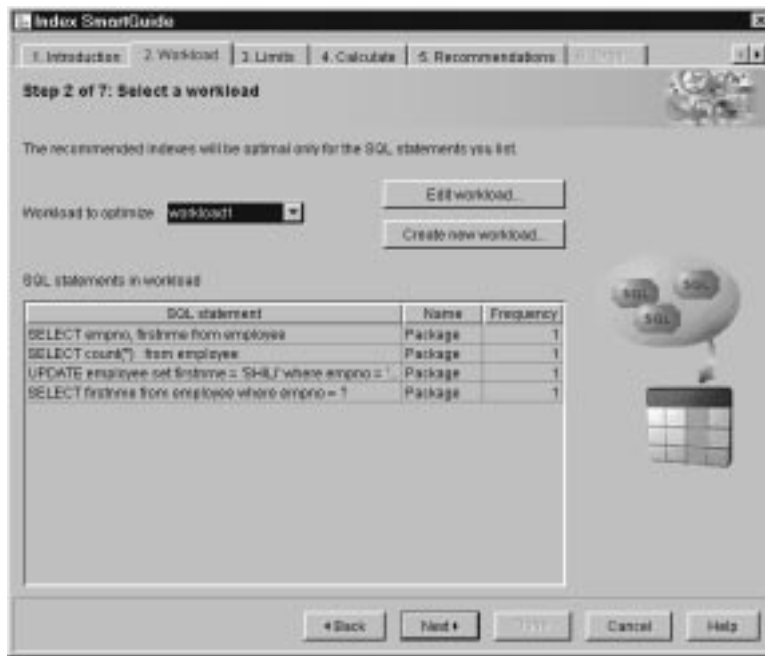 Index SmartGuide
1. Introduction 2. Workload 3. Limits 4. Calculate 5. Recommendations
Step 2 of 7: Select a workload
The recommended indexes will be optimal only for the SQL statements you list.
Edit workload...
Workload to optimize workload1
Create new workload...
SQL statements in workload
SQL statement Name Frequency
SELECT empno, firstnme from employee Package 1
SELECT count(*) from employee Package 1
UPDATE employee set firstnme = 'SHILI' where empno = '... Package 1
SELECT firstnme from employee where empno = ? Package 1
SQL
SQL
SQL
Back Next Cancel Help